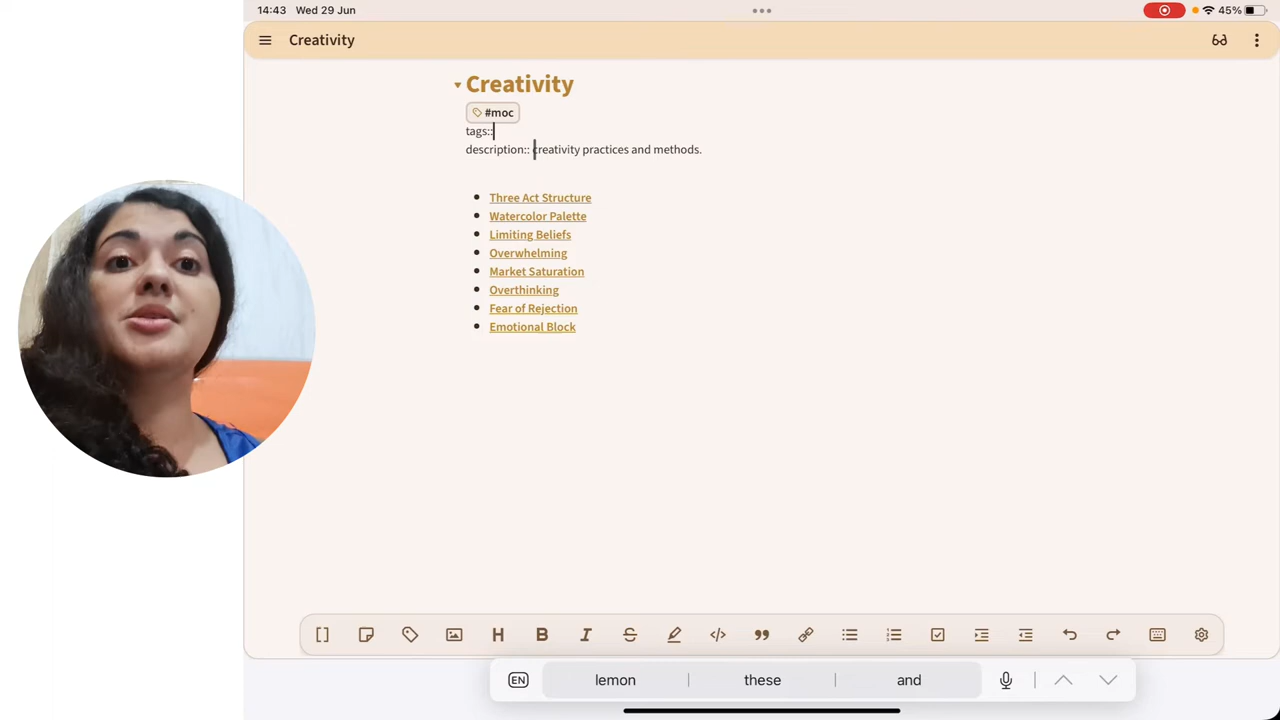 14:43 Wed 29 Jun
45%
Creativity
Creativity
#moc
tags::
description:: creativity practices and methods.
Three Act Structure
Watercolor Palette
Limiting Beliefs
Overwhelming
Market Saturation
Overthinking
Fear of Rejection
Emotional Block
H B I S
EN lemon these and